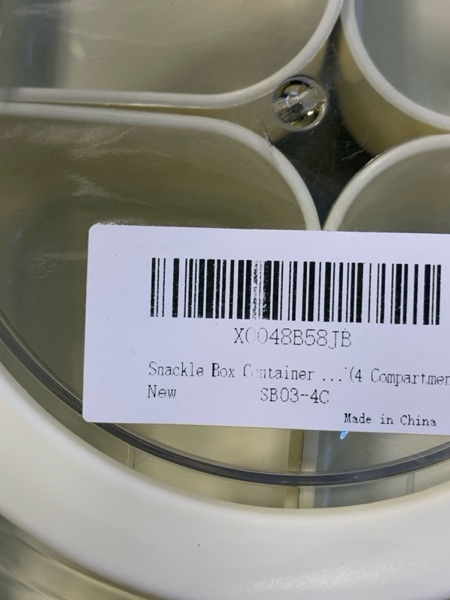 X0048B58JB
Snackle Box Container ... (4 Compartmen
New SB03-4C
Made in China